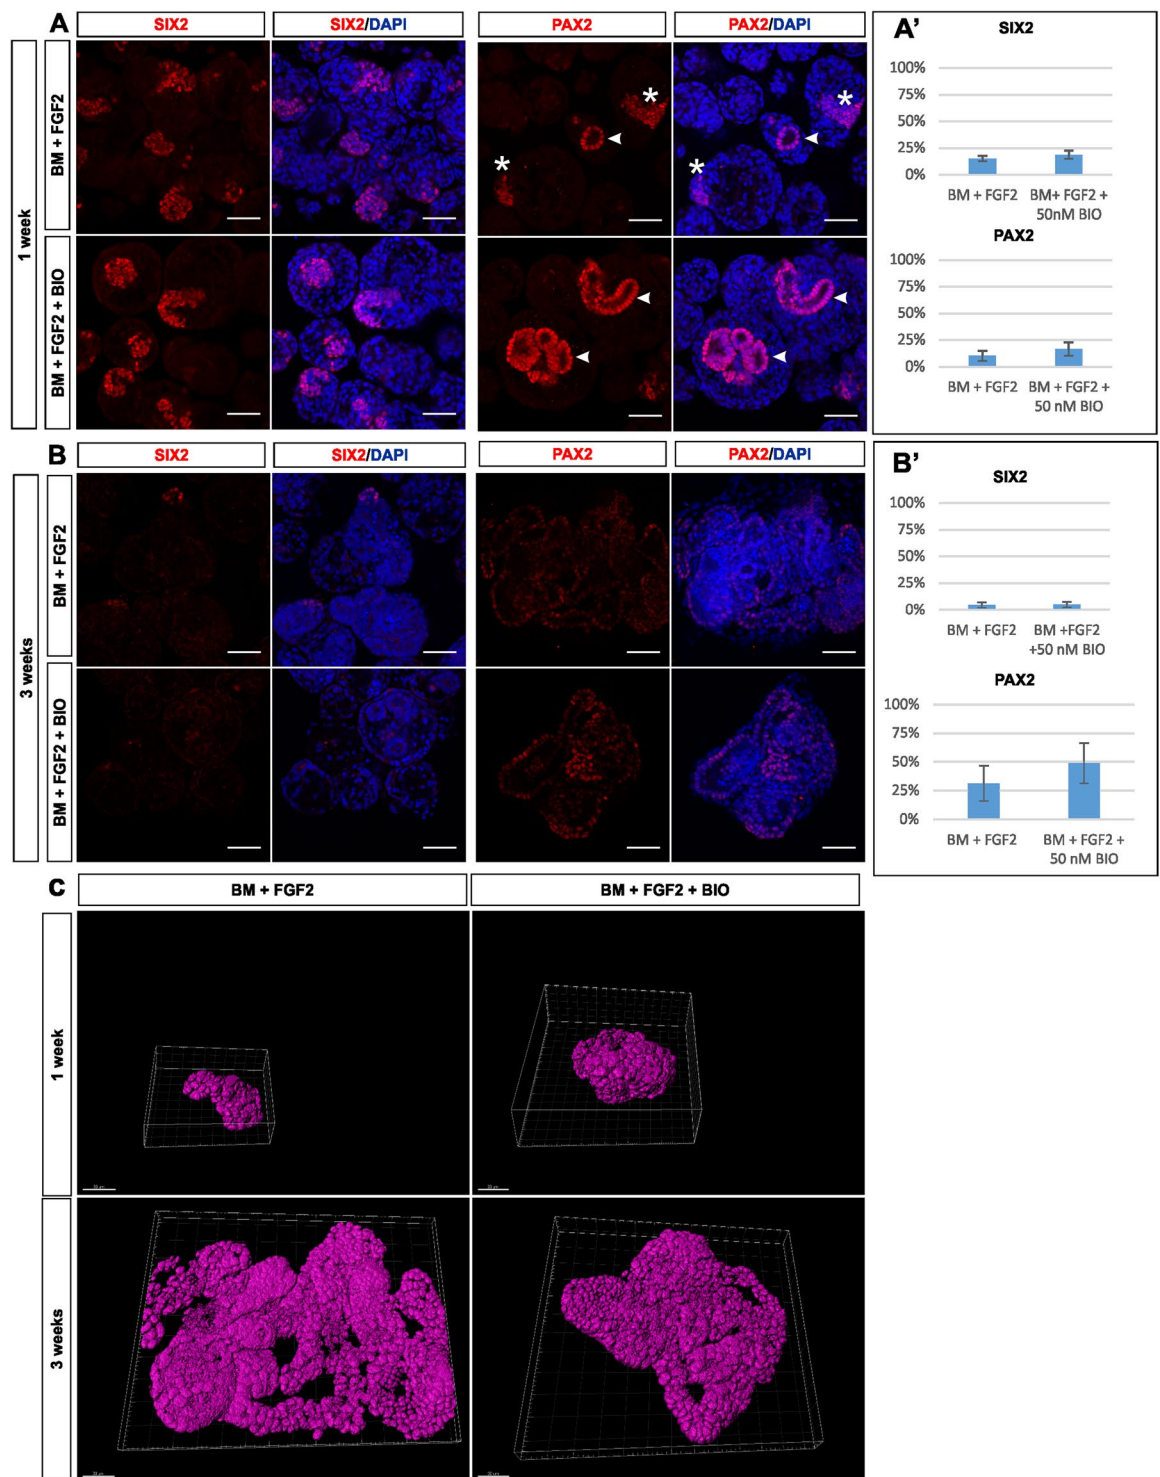 A
SIX2
SIX2/DAPI
PAX2
PAX2/DAPI
1 week
BM + FGF2
*
*
*
*
BM + FGF2 + BIO
A'
SIX2
100%
75%
50%
25%
0%
BM + FGF2
BM+ FGF2 +
50nM BIO
PAX2
100%
75%
50%
25%
0%
BM + FGF2
BM + FGF2 +
50 nM BIO
B
SIX2
SIX2/DAPI
PAX2
PAX2/DAPI
3 weeks
BM + FGF2
BM + FGF2 + BIO
B'
SIX2
100%
75%
50%
25%
0%
BM + FGF2
BM +FGF2
+50 nM BIO
PAX2
100%
75%
50%
25%
0%
BM + FGF2
BM + FGF2 +
50 nM BIO
C
BM + FGF2
BM + FGF2 + BIO
1 week
3 weeks